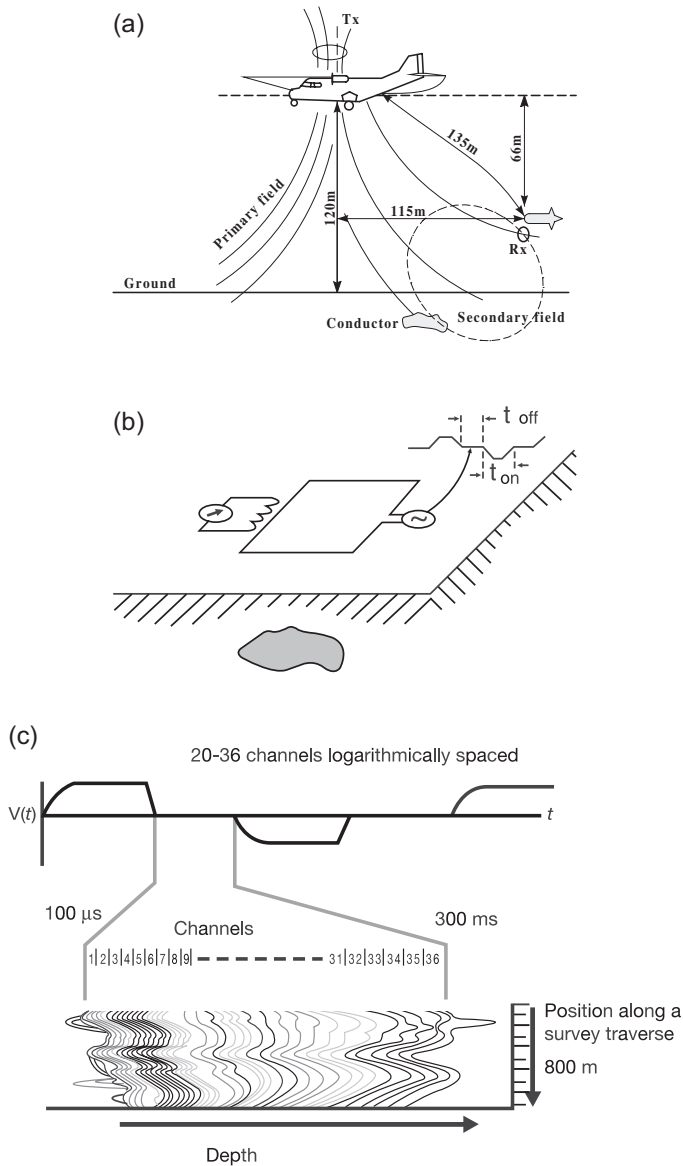 (a)
Tx
135m
66m
Primary field
120m
115m
Rx
Ground
Conductor
Secondary field
(b)
t off
t on
(c)
20-36 channels logarithmically spaced
V(t)
t
100 µs
300 ms
Channels
1|2|3|4|5|6|7|8|9| 31|32|33|34|35|36
Position along a
survey traverse
800 m
Depth